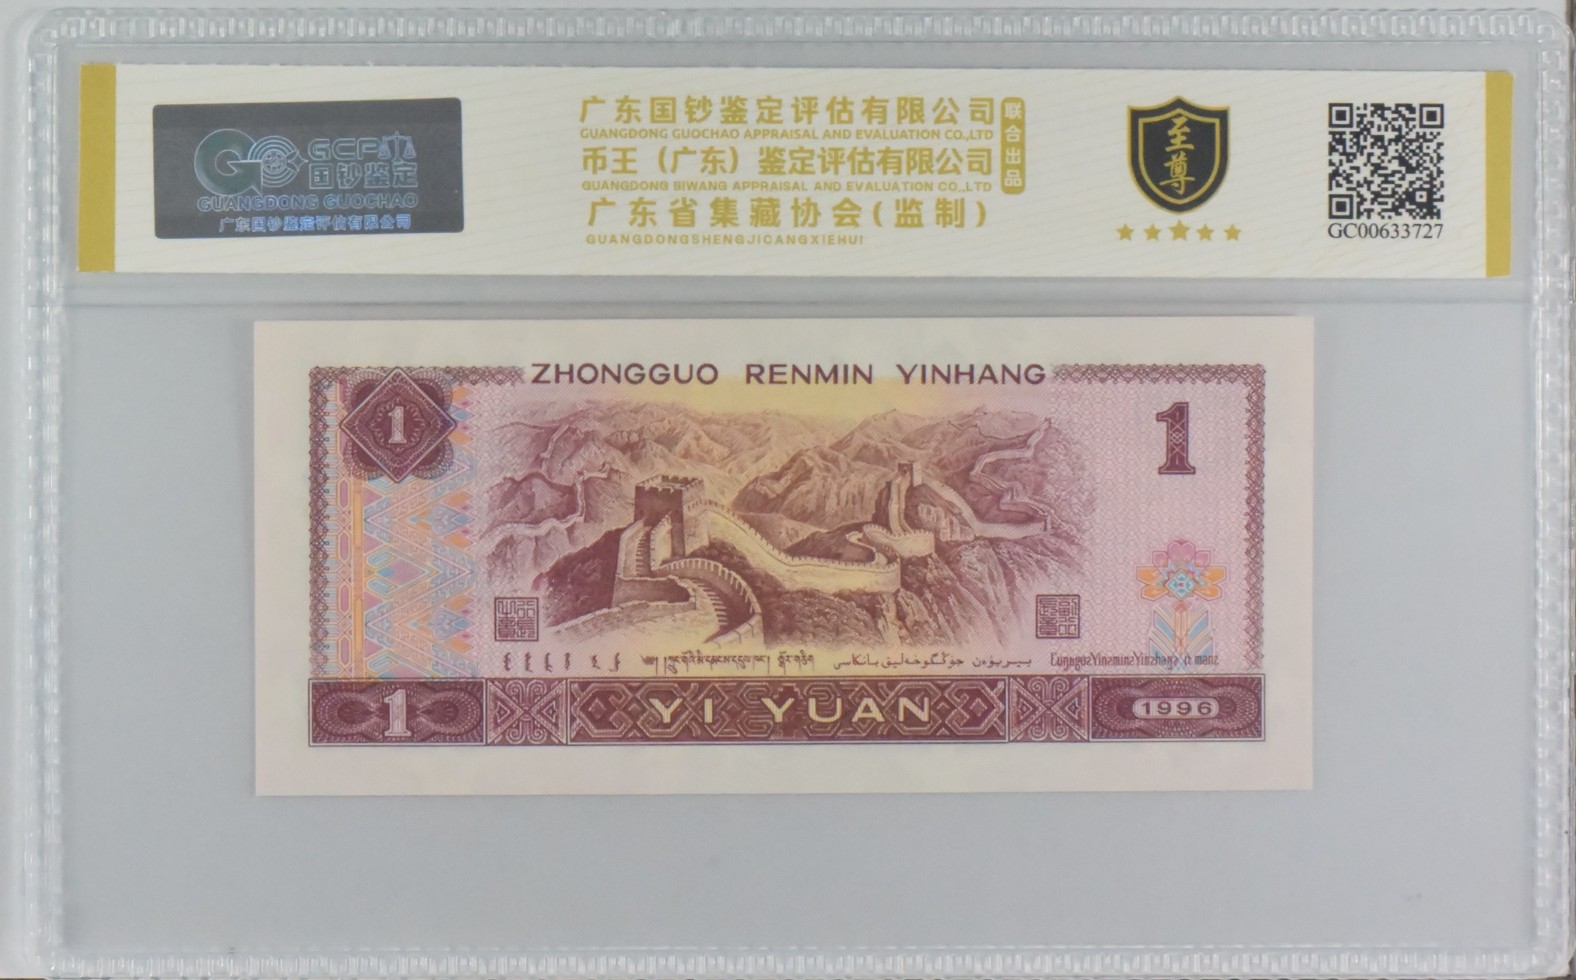 GCP
国钞鉴定
GUANGDONG GUOCHAO
广东国钞鉴定评估有限公司
广东国钞鉴定评估有限公司
GUANGDONG GUOCHAO APPRAISAL AND EVALUATION CO.,LTD
币王（广东）鉴定评估有限公司
GUANGDONG BIWANG APPRAISAL AND EVALUATION CO.,LTD
广东省集藏协会(监制)
GUANGDONGSHENGJICANGXIEHUI
联合出品
至尊
GC00633727
ZHONGGUO RENMIN YINHANG
1
1
1
YI YUAN
1996